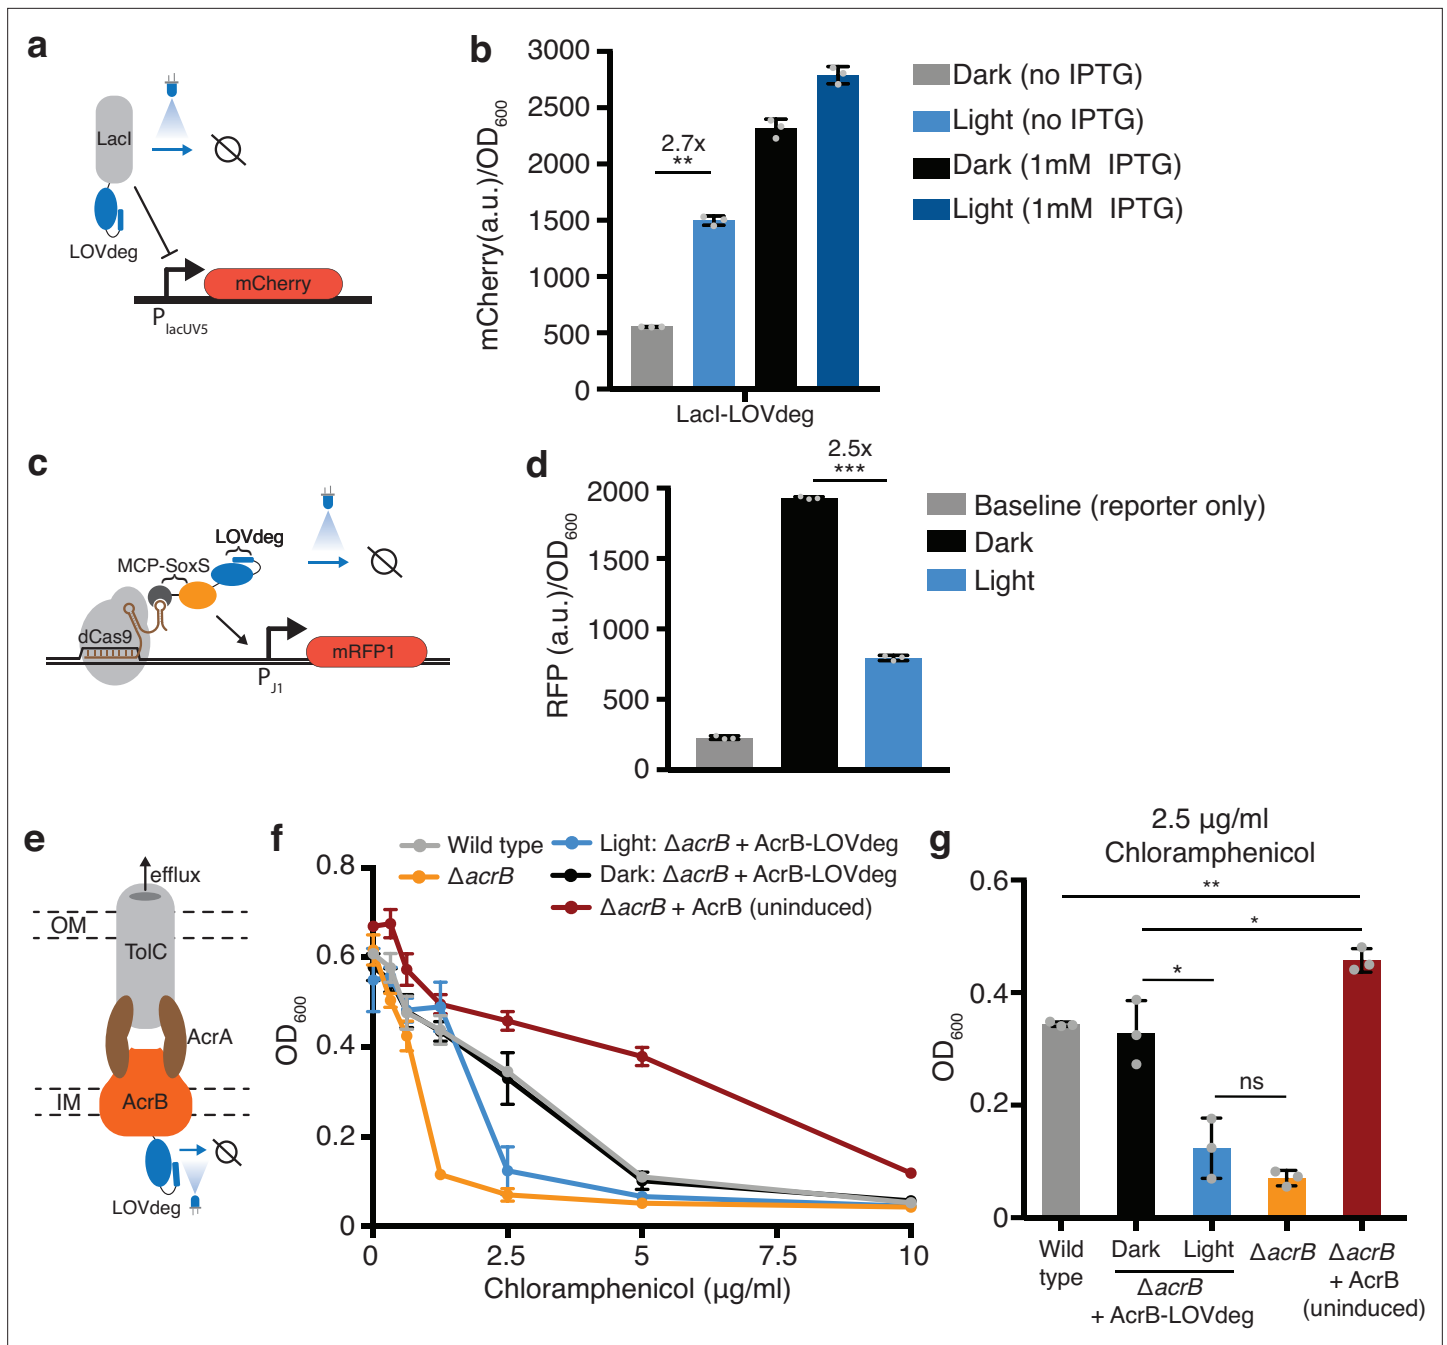 a
LacI
LOVdeg
mCherry
P lacUV5
b
mCherry(a.u.)/OD600
3000
2500
2000
1500
1000
500
0
2.7x
**
LacI-LOVdeg
Dark (no IPTG)
Light (no IPTG)
Dark (1mM IPTG)
Light (1mM IPTG)
c
LOVdeg
MCP-SoxS
dCas9
mRFP1
PJ1
d
RFP (a.u.)/OD600
2000
1500
1000
500
0
2.5x
***
Baseline (reporter only)
Dark
Light
e
efflux
OM
TolC
AcrA
IM
AcrB
LOVdeg
f
Wild type
ΔacrB
Light: ΔacrB + AcrB-LOVdeg
Dark: ΔacrB + AcrB-LOVdeg
ΔacrB + AcrB (uninduced)
OD600
0.8
0.6
0.4
0.2
0
0 2.5 5 7.5 10
Chloramphenicol (µg/ml)
g
2.5 µg/ml
Chloramphenicol
OD600
0.6
0.4
0.2
0
**
*
*
ns
Wild
type
Dark
Light
ΔacrB
+ AcrB-LOVdeg
ΔacrB
ΔacrB
+ AcrB
(uninduced)